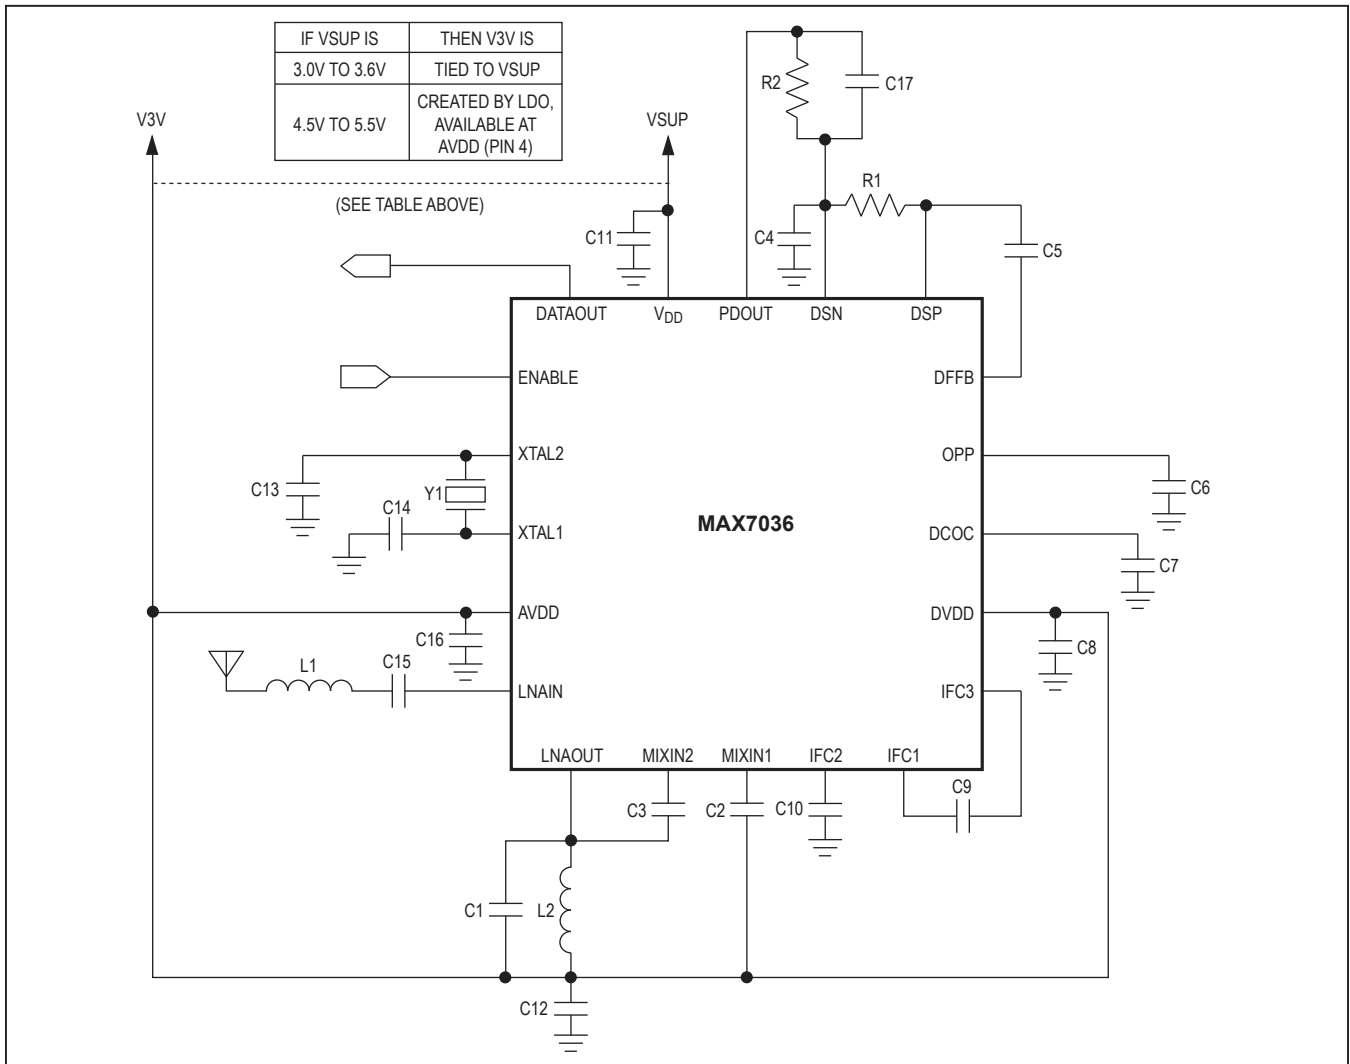 IF VSUP IS THEN V3V IS
3.0V TO 3.6V TIED TO VSUP
4.5V TO 5.5V CREATED BY LDO,
AVAILABLE AT
AVDD (PIN 4)
V3V
VSUP
(SEE TABLE ABOVE)
R2
C17
R1
C11
C4
C5
DATAOUT
VDD
PDOUT
DSN
DSP
ENABLE
DFFB
XTAL2
OPP
C13
Y1
C6
C14
XTAL1
MAX7036
DCOC
C7
AVDD
DVDD
C16
C8
L1
C15
LNAIN
IFC3
LNAOUT
MIXIN2
MIXIN1
IFC2
IFC1
C9
C3
C2
C10
C1
L2
C12